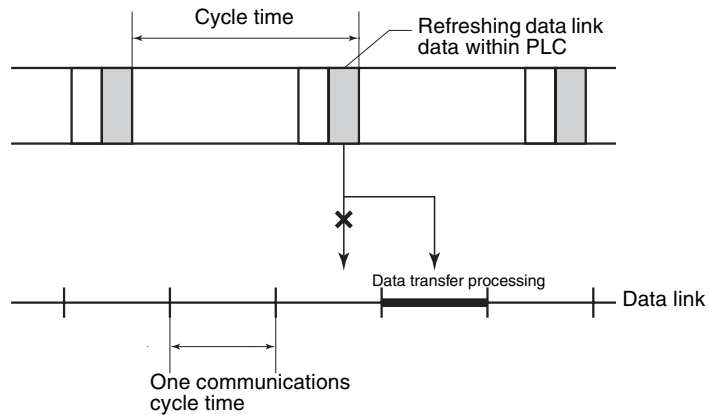 Cycle time
Refreshing data link
data within PLC
Data transfer processing
Data link
One communications
cycle time